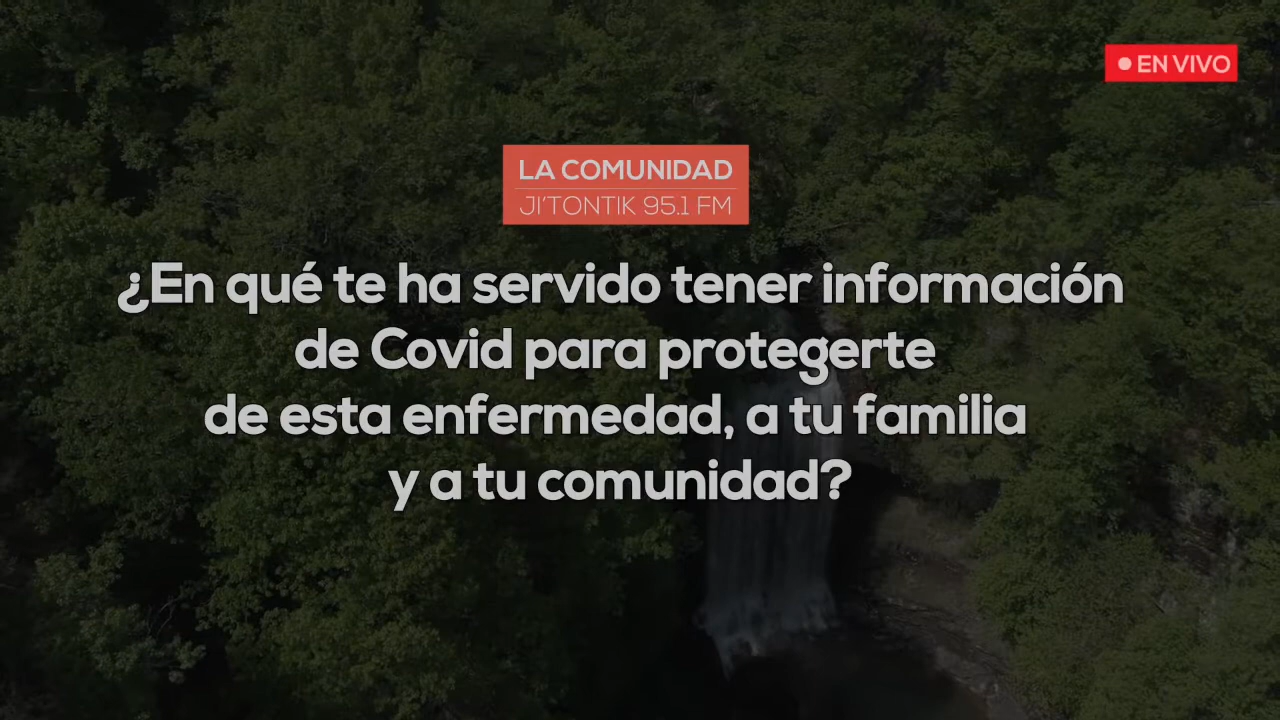 ● EN VIVO
LA COMUNIDAD
JI'TONTIK 95.1 FM
¿En qué te ha servido tener información
de Covid para protegerte
de esta enfermedad, a tu familia
y a tu comunidad?